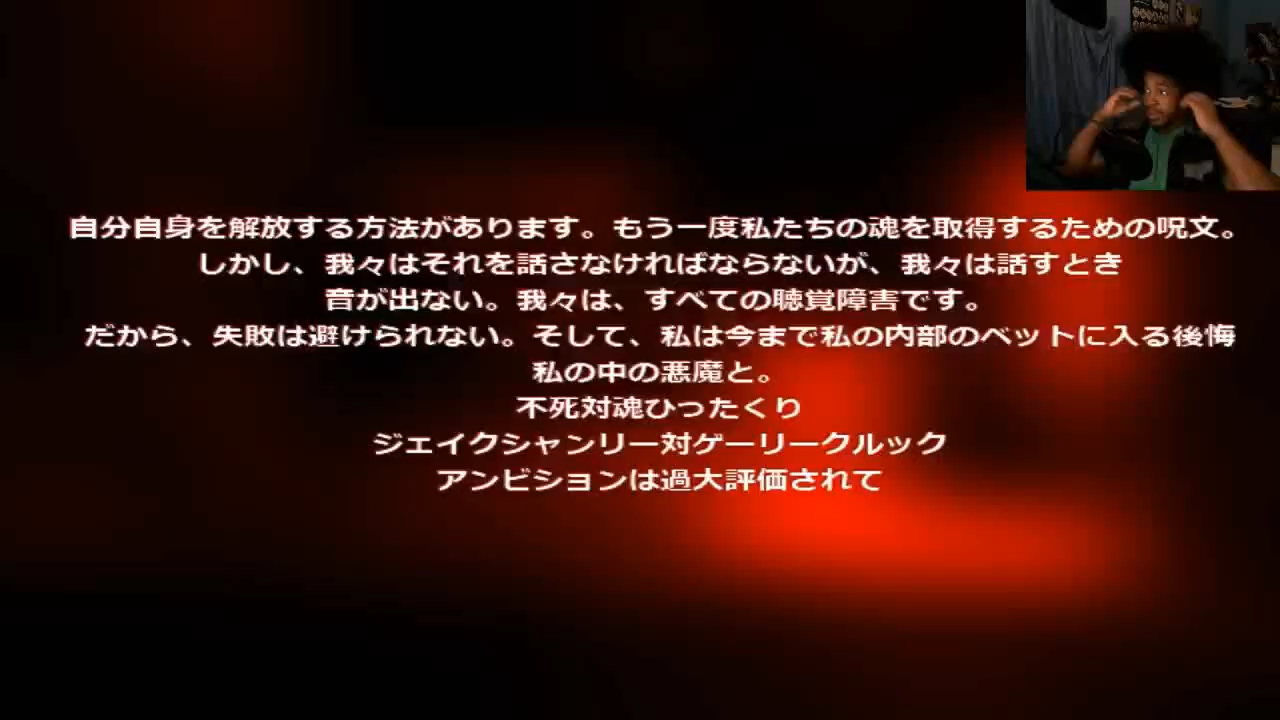 自分自身を解放する方法があります。もう一度私たちの魂を取得するための呪文。
しかし、我々はそれを話さなければならないが、我々は話すとき
音が出ない。我々は、すべての聴覚障害です。
だから、失敗は避けられない。そして、私は今まで私の内部のベットに入る後悔
私の中の悪魔と。
不死対魂ひったくり
ジェイクシャンリー対ゲーリークルック
アンビションは過大評価されて